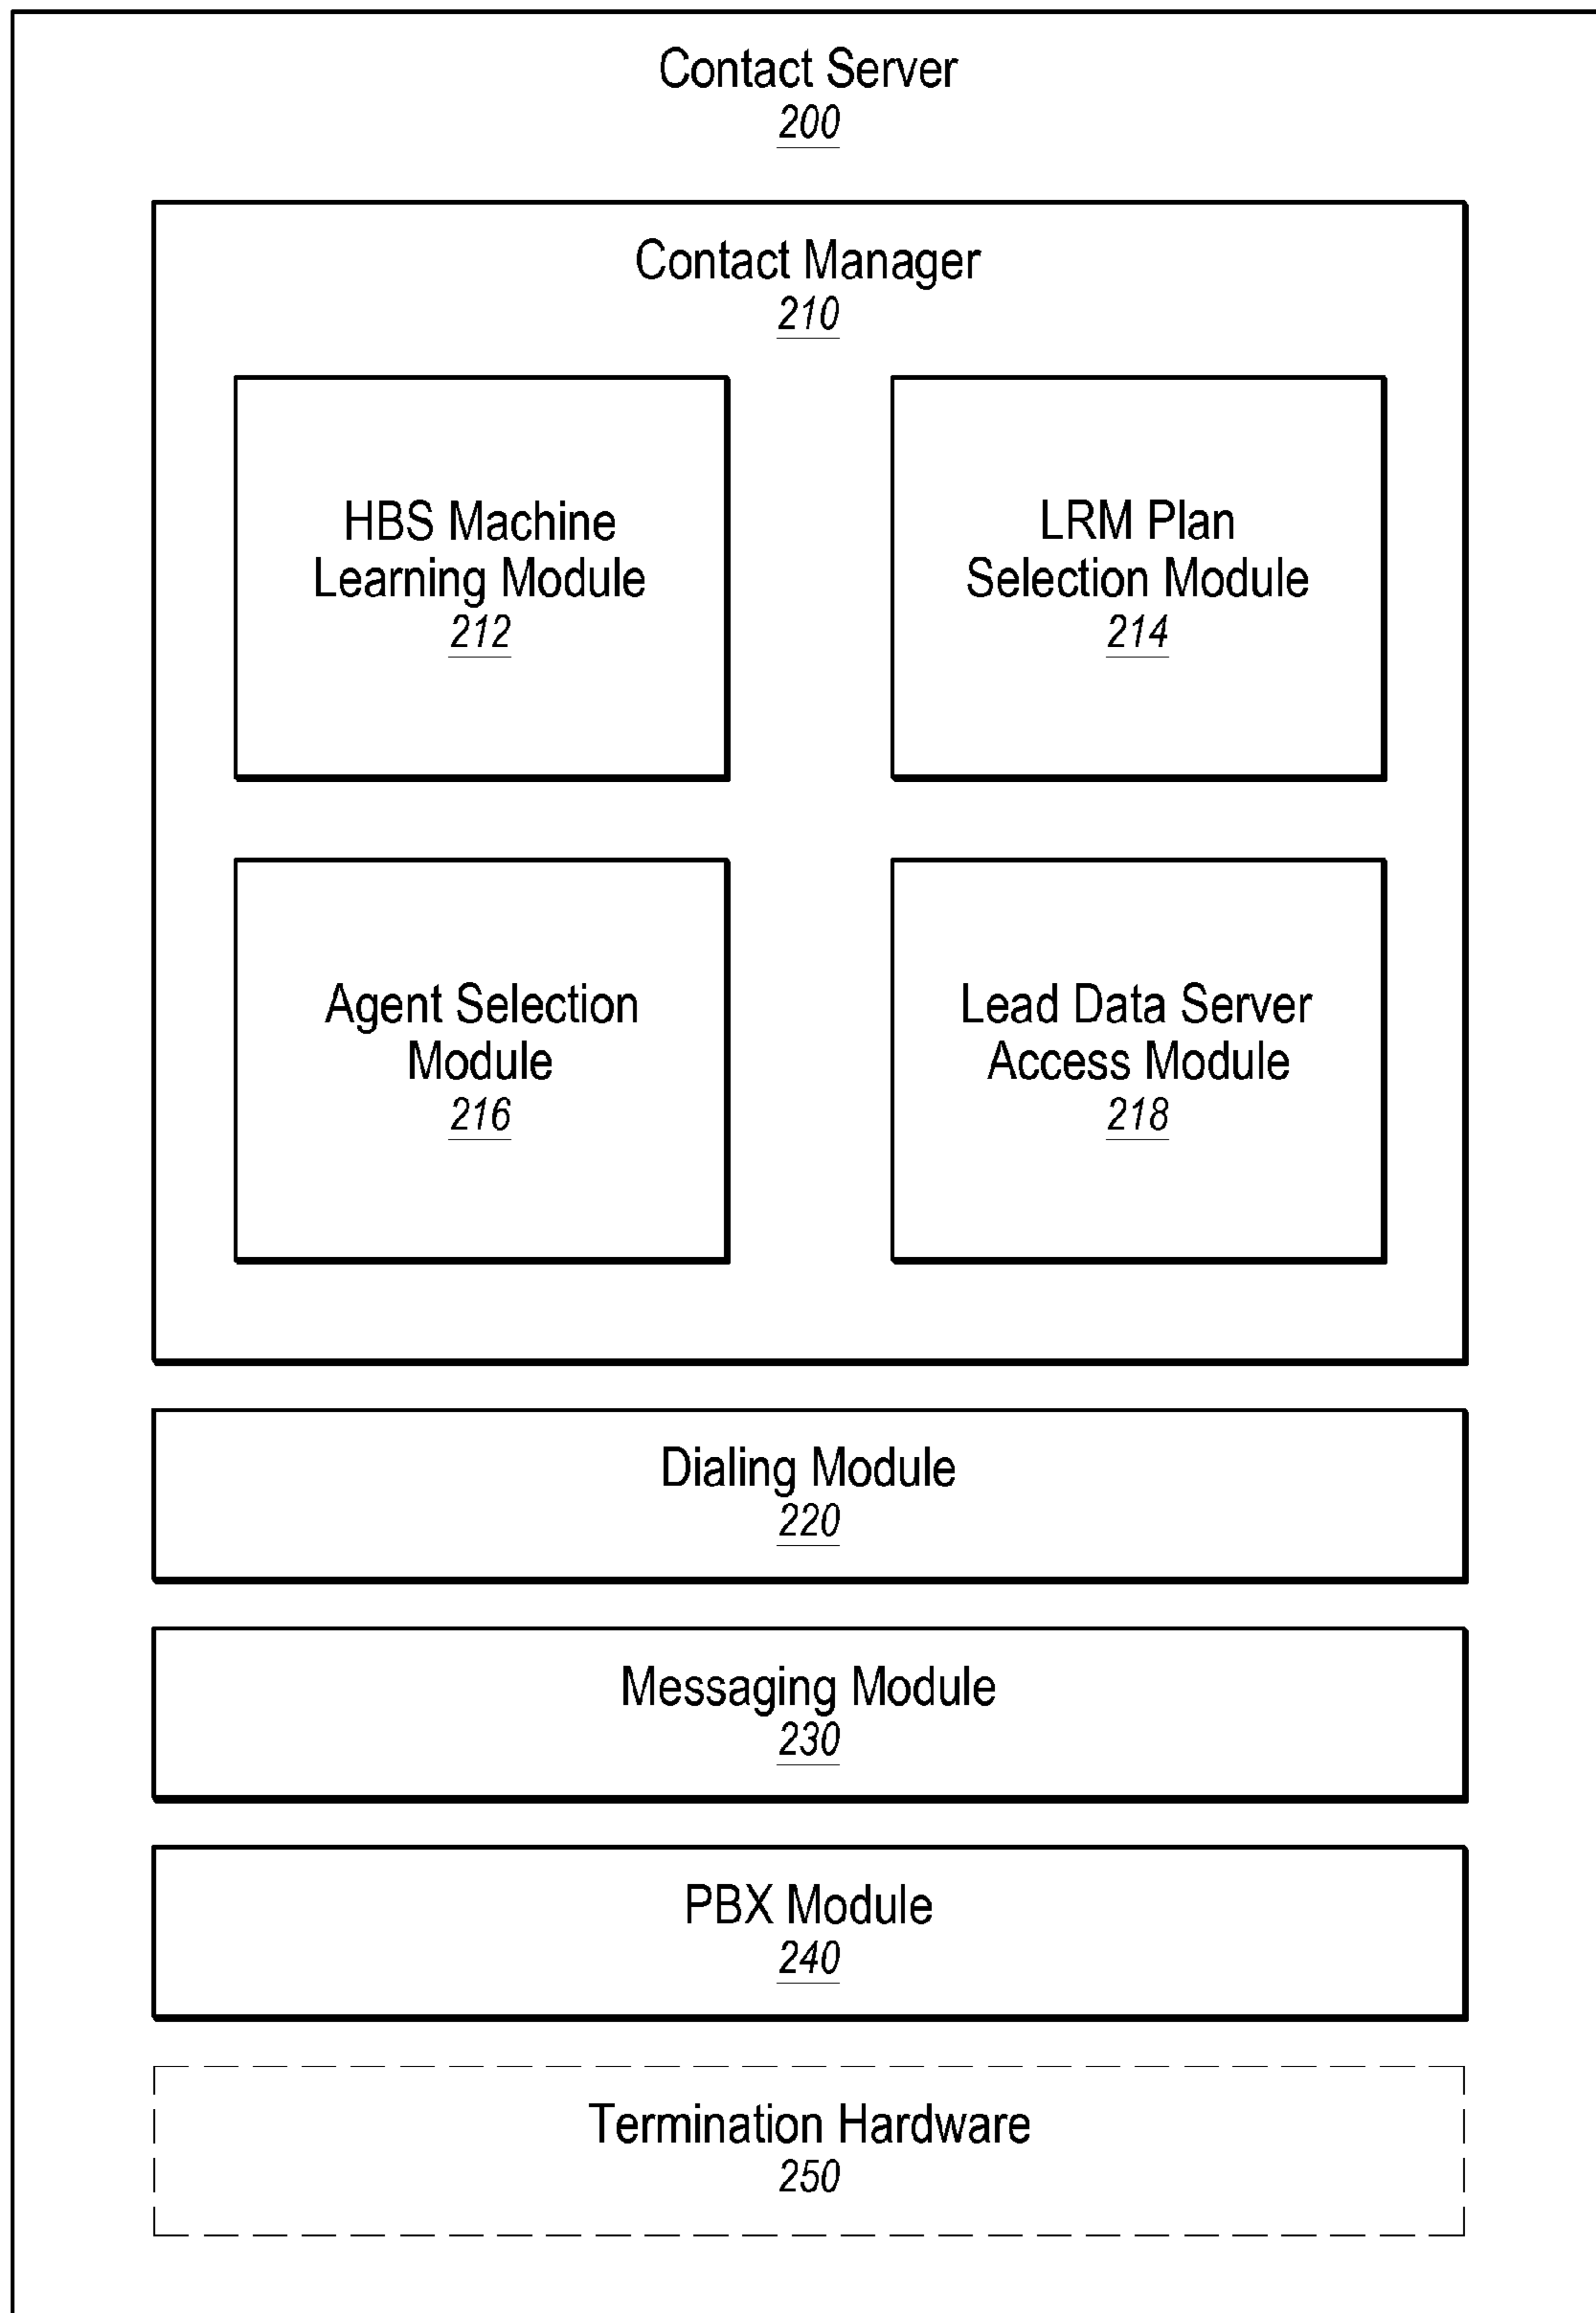 Contact Server
200
Contact Manager
210
HBS Machine
Learning Module
212
LRM Plan
Selection Module
214
Agent Selection
Module
216
Lead Data Server
Access Module
218
Dialing Module
220
Messaging Module
230
PBX Module
240
Termination Hardware
250